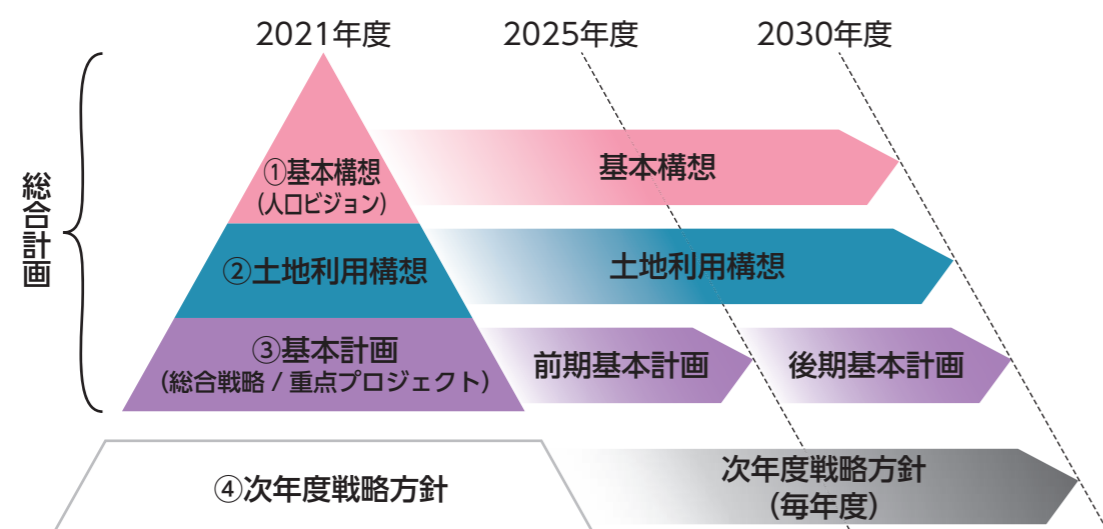 2021年度
2025年度
2030年度
総合計画
①基本構想
(人口ビジョン)
基本構想
②土地利用構想
土地利用構想
③基本計画
(総合戦略 / 重点プロジェクト)
前期基本計画
後期基本計画
④次年度戦略方針
次年度戦略方針
(毎年度)